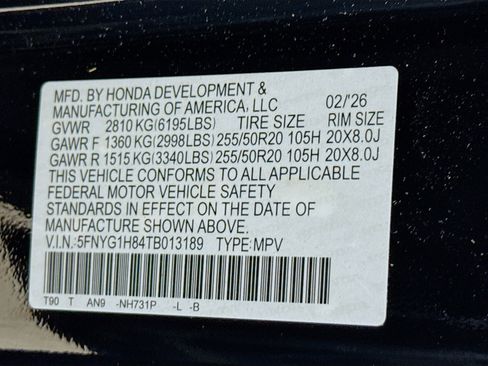 MFD. BY HONDA DEVELOPMENT &
MANUFACTURING OF AMERICA, LLC 02/'26
GVWR 2810 KG(6195LBS) TIRE SIZE RIM SIZE
GAWR F 1360 KG(2998LBS) 255/50R20 105H 20X8.0J
GAWR R 1515 KG(3340LBS) 255/50R20 105H 20X8.0J
THIS VEHICLE CONFORMS TO ALL APPLICABLE
FEDERAL MOTOR VEHICLE SAFETY
STANDARDS IN EFFECT ON THE DATE OF
MANUFACTURE SHOWN ABOVE.
V.I.N.:5FNYG1H84TB013189 TYPE:MPV
T90 T AN9 -NH731P -L -B